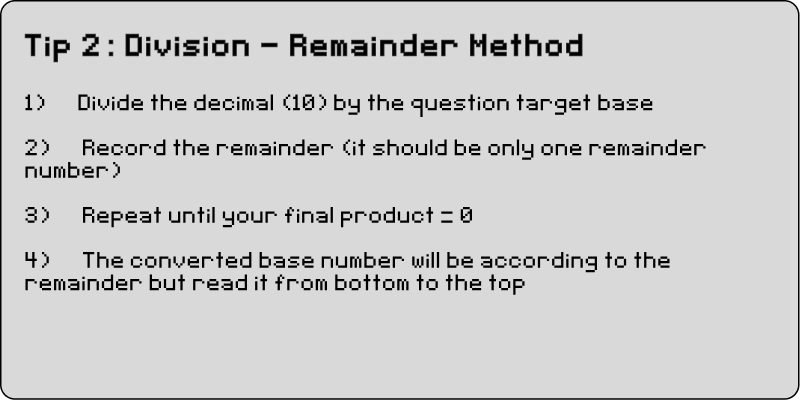 Tip 2 : Division - Remainder Method
1) Divide the decimal (10) by the question target base
2) Record the remainder (it should be only one remainder
number)
3) Repeat until your final product = 0
4) The converted base number will be according to the
remainder but read it from bottom to the top